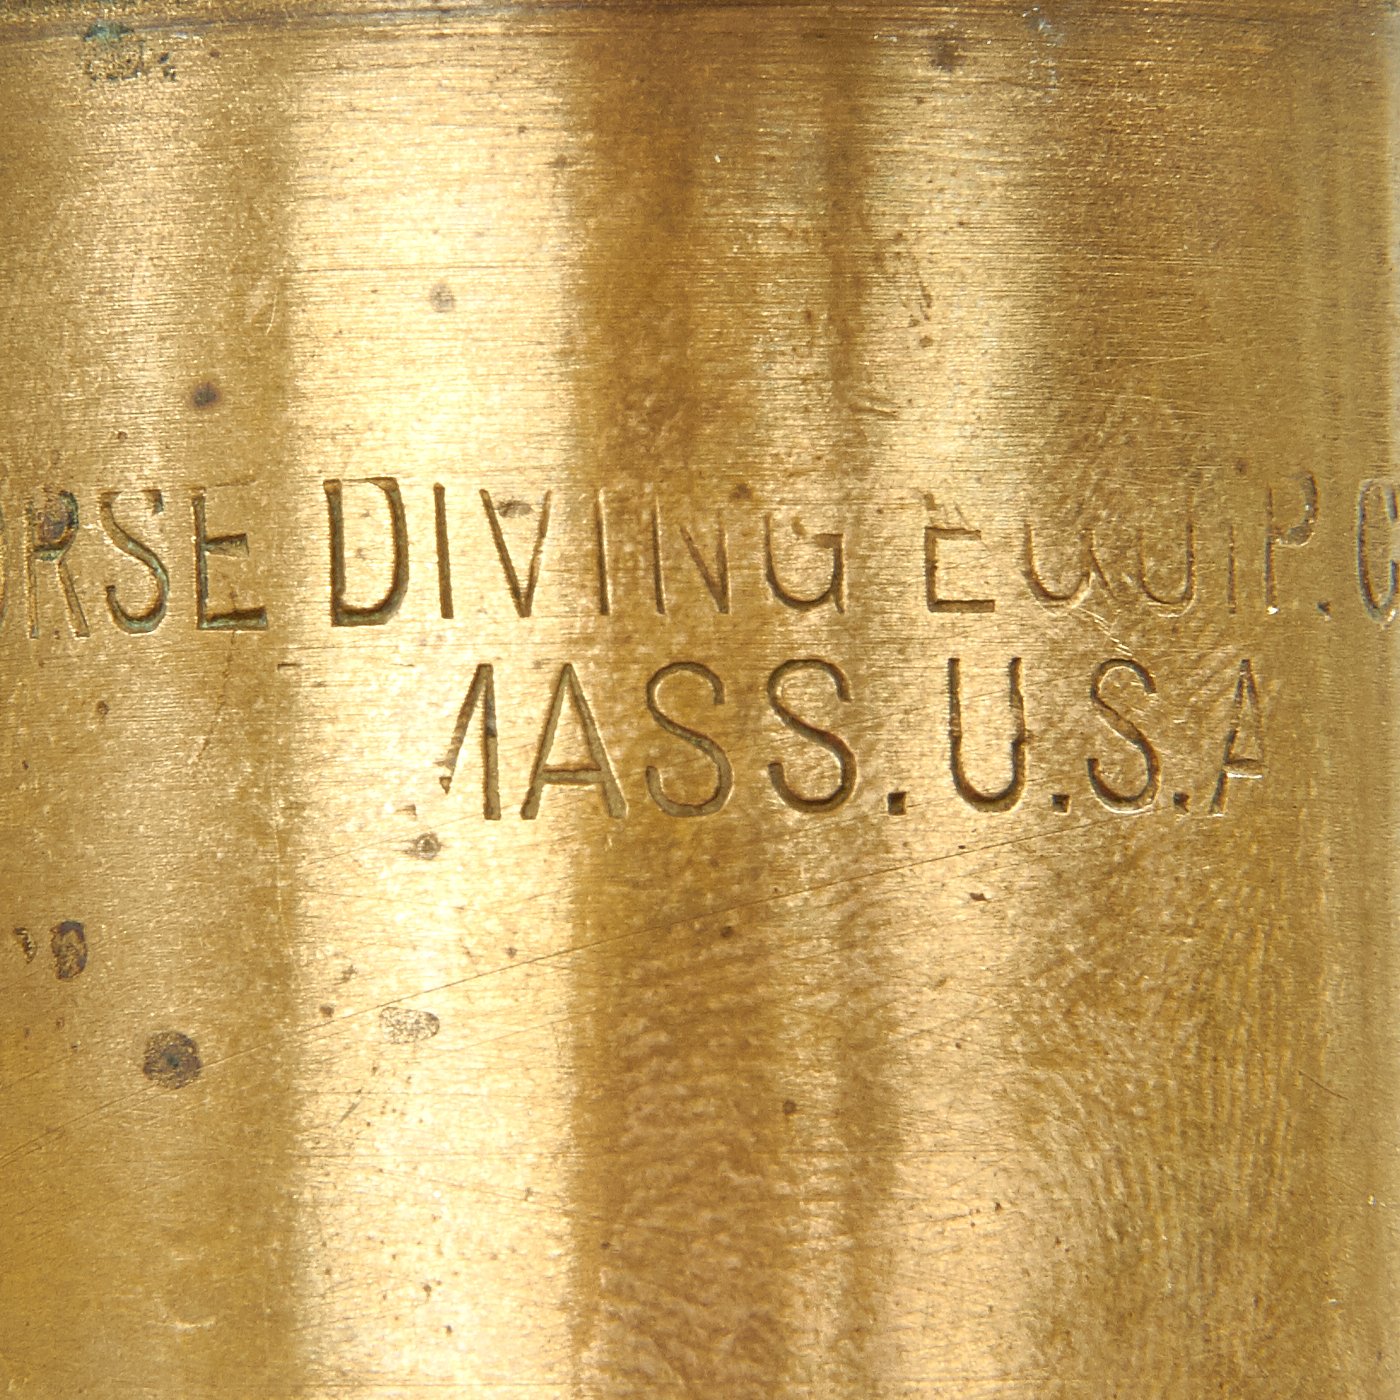 ORSE DIVING EQUIP. C
MASS. U.S.A